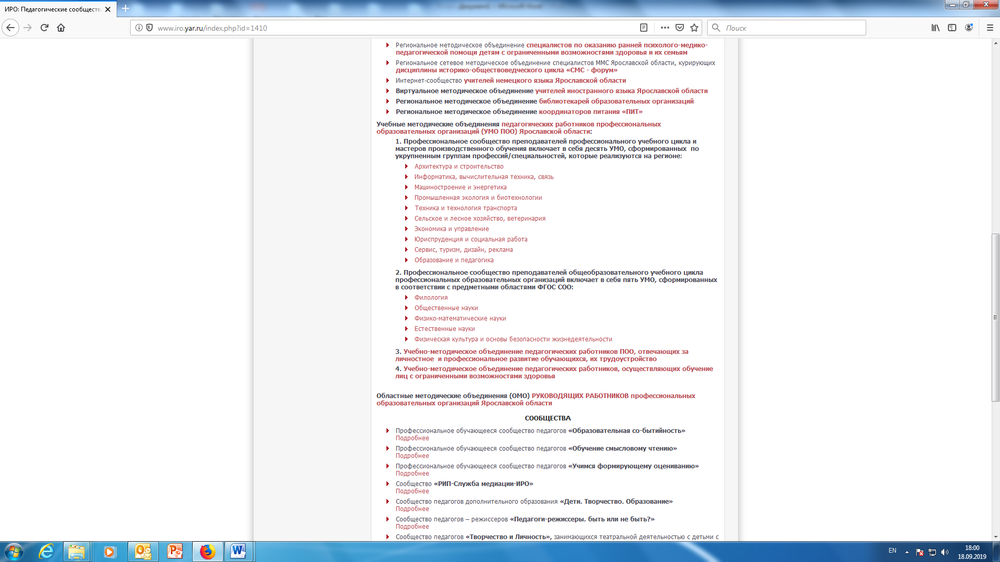 ИРО: Педагогические сообщества
www.iro.yar.ru/index.php?id=1410
Поиск
Региональное методическое объединение специалистов по оказанию ранней психолого-медико-
педагогической помощи детям с ограниченными возможностями здоровья и их семьям
Региональное сетевое методическое объединение специалистов ММС Ярославской области, курирующих
дисциплины историко-обществоведческого цикла «СМС - форум»
Интернет-сообщество учителей немецкого языка Ярославской области
Виртуальное методическое объединение учителей иностранного языка Ярославской области
Региональное методическое объединение библиотекарей образовательных организаций
Региональное методическое объединение координаторов питания «ПИТ»
Учебные методические объединения педагогических работников профессиональных
образовательных организаций (УМО ПОО) Ярославской области:
1. Профессиональное сообщество преподавателей профессионального учебного цикла и
мастеров производственного обучения включает в себя десять УМО, сформированных по
укрупненным группам профессий/специальностей, которые реализуются на регионе:
Архитектура и строительство
Информатика, вычислительная техника, связь
Машиностроение и энергетика
Промышленная экология и биотехнологии
Техника и технология транспорта
Сельское и лесное хозяйство, ветеринария
Экономика и управление
Юриспруденция и социальная работа
Сервис, туризм, дизайн, реклама
Образование и педагогика
2. Профессиональное сообщество преподавателей общеобразовательного учебного цикла
профессиональных образовательных организаций включает в себя пять УМО, сформированных
в соответствии с предметными областями ФГОС СОО:
Филология
Общественные науки
Физико-математические науки
Естественные науки
Физическая культура и основы безопасности жизнедеятельности
3. Учебно-методическое объединение педагогических работников ПОО, отвечающих за
личностное и профессиональное развитие обучающихся, их трудоустройство
4. Учебно-методическое объединение педагогических работников, осуществляющих обучение
лиц с ограниченными возможностями здоровья
Областные методические объединения (ОМО) РУКОВОДЯЩИХ РАБОТНИКОВ профессиональных
образовательных организаций Ярославской области
СООБЩЕСТВА
Профессиональное обучающееся сообщество педагогов «Образовательная со-бытийность»
Подробнее
Профессиональное обучающееся сообщество педагогов «Обучение смысловому чтению»
Подробнее
Профессиональное обучающееся сообщество педагогов «Учимся формирующему оцениванию»
Подробнее
Сообщество «РИП-Служба медиации-ИРО»
Подробнее
Сообщество педагогов дополнительного образования «Дети. Творчество. Образование»
Подробнее
Сообщество педагогов – режиссеров «Педагоги-режиссеры. быть или не быть?»
Подробнее
Сообщество педагогов «Творчество и Личность», занимающихся театральной деятельностью с детьми с
EN
18:00
18.09.2019